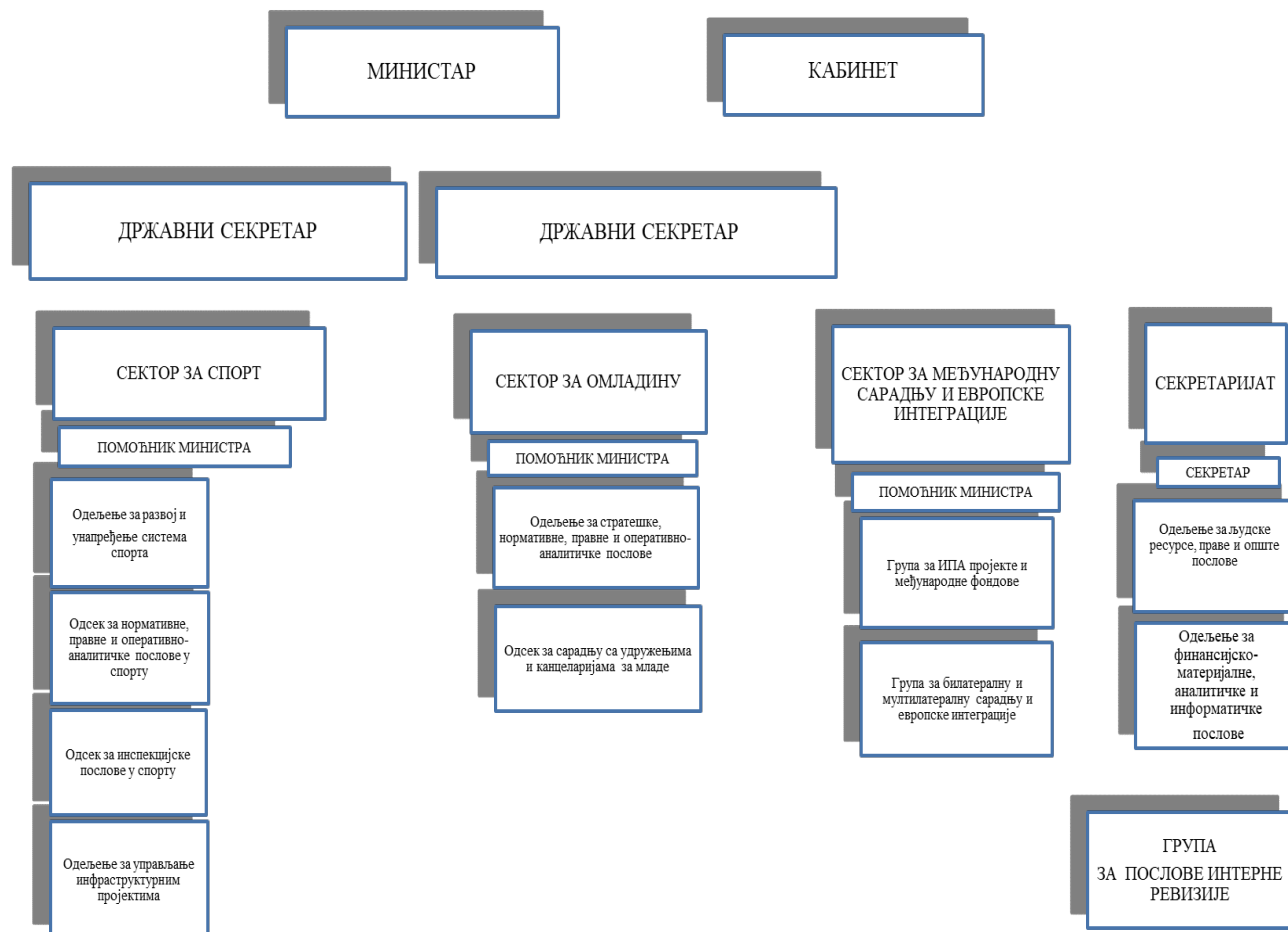 МИНИСТАР
КАБИНЕТ
ДРЖАВНИ СЕКРЕТАР
ДРЖАВНИ СЕКРЕТАР
СЕКТОР ЗА СПОРТ
ПОМОЋНИК МИНИСТРА
Одељење за развој и
унапређење система
спорта
Одсек за нормативне,
правне и оперативно-
аналитичке послове у
спорту
Одсек за инспекцијске
послове у спорту
Одељење за управљање
инфраструктурним
пројектима
СЕКТОР ЗА ОМЛАДИНУ
ПОМОЋНИК МИНИСТРА
Одељење за стратешке,
нормативне, правне и оперативно-
аналитичке послове
Одсек за сарадњу са удружењима
и канцеларијама за младе
СЕКТОР ЗА МЕЂУНАРОДНУ
САРАДЊУ И ЕВРОПСКЕ
ИНТЕГРАЦИЈЕ
ПОМОЋНИК МИНИСТРА
Група за ИПА пројекте и
међународне фондове
Група за билатералну и
мултилатералну сарадњу и
европске интеграције
СЕКРЕТАРИЈАТ
СЕКРЕТАР
Одељење за људске
ресурсе, праве и опште
послове
Одељење за
финансијско-
материјалне,
аналитичке и
информатичке
послове
ГРУПА
ЗА ПОСЛОВЕ ИНТЕРНЕ
РЕВИЗИЈЕ